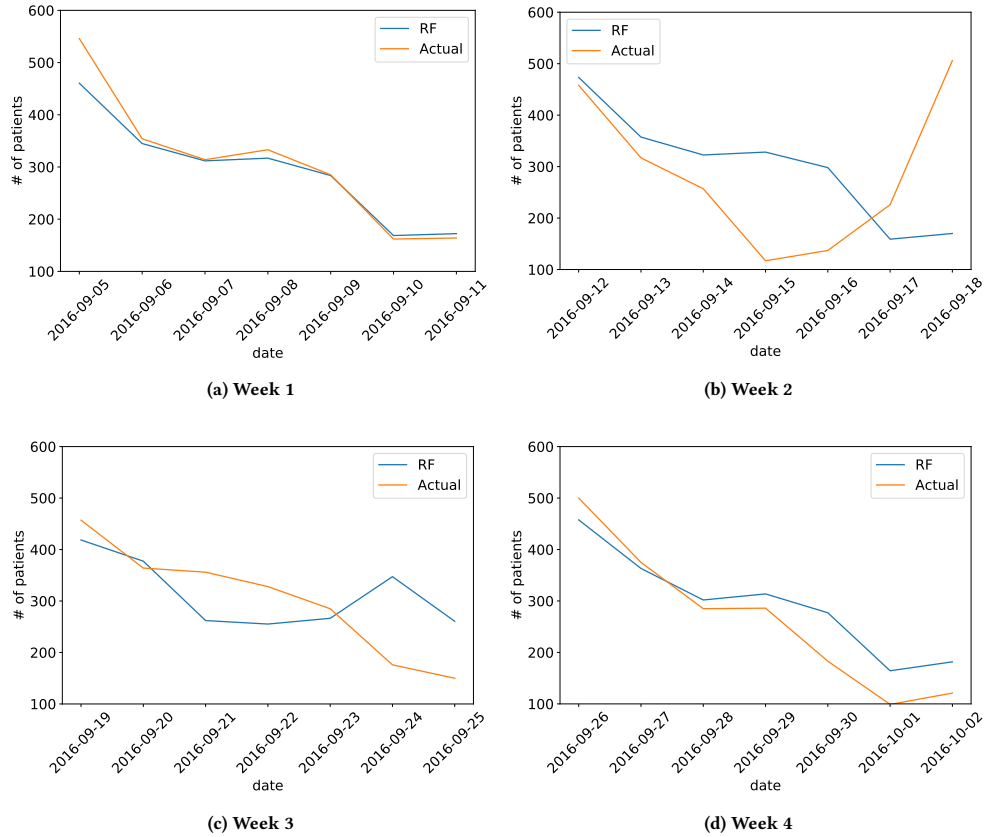 600
500
400
300
200
100
# of patients
RF
Actual
2016-09-05
2016-09-06
2016-09-07
2016-09-08
2016-09-09
2016-09-10
2016-09-11
date
(a) Week 1
600
500
400
300
200
100
# of patients
RF
Actual
2016-09-12
2016-09-13
2016-09-14
2016-09-15
2016-09-16
2016-09-17
2016-09-18
date
(b) Week 2
600
500
400
300
200
100
# of patients
RF
Actual
2016-09-19
2016-09-20
2016-09-21
2016-09-22
2016-09-23
2016-09-24
2016-09-25
date
(c) Week 3
600
500
400
300
200
100
# of patients
RF
Actual
2016-09-26
2016-09-27
2016-09-28
2016-09-29
2016-09-30
2016-10-01
2016-10-02
date
(d) Week 4